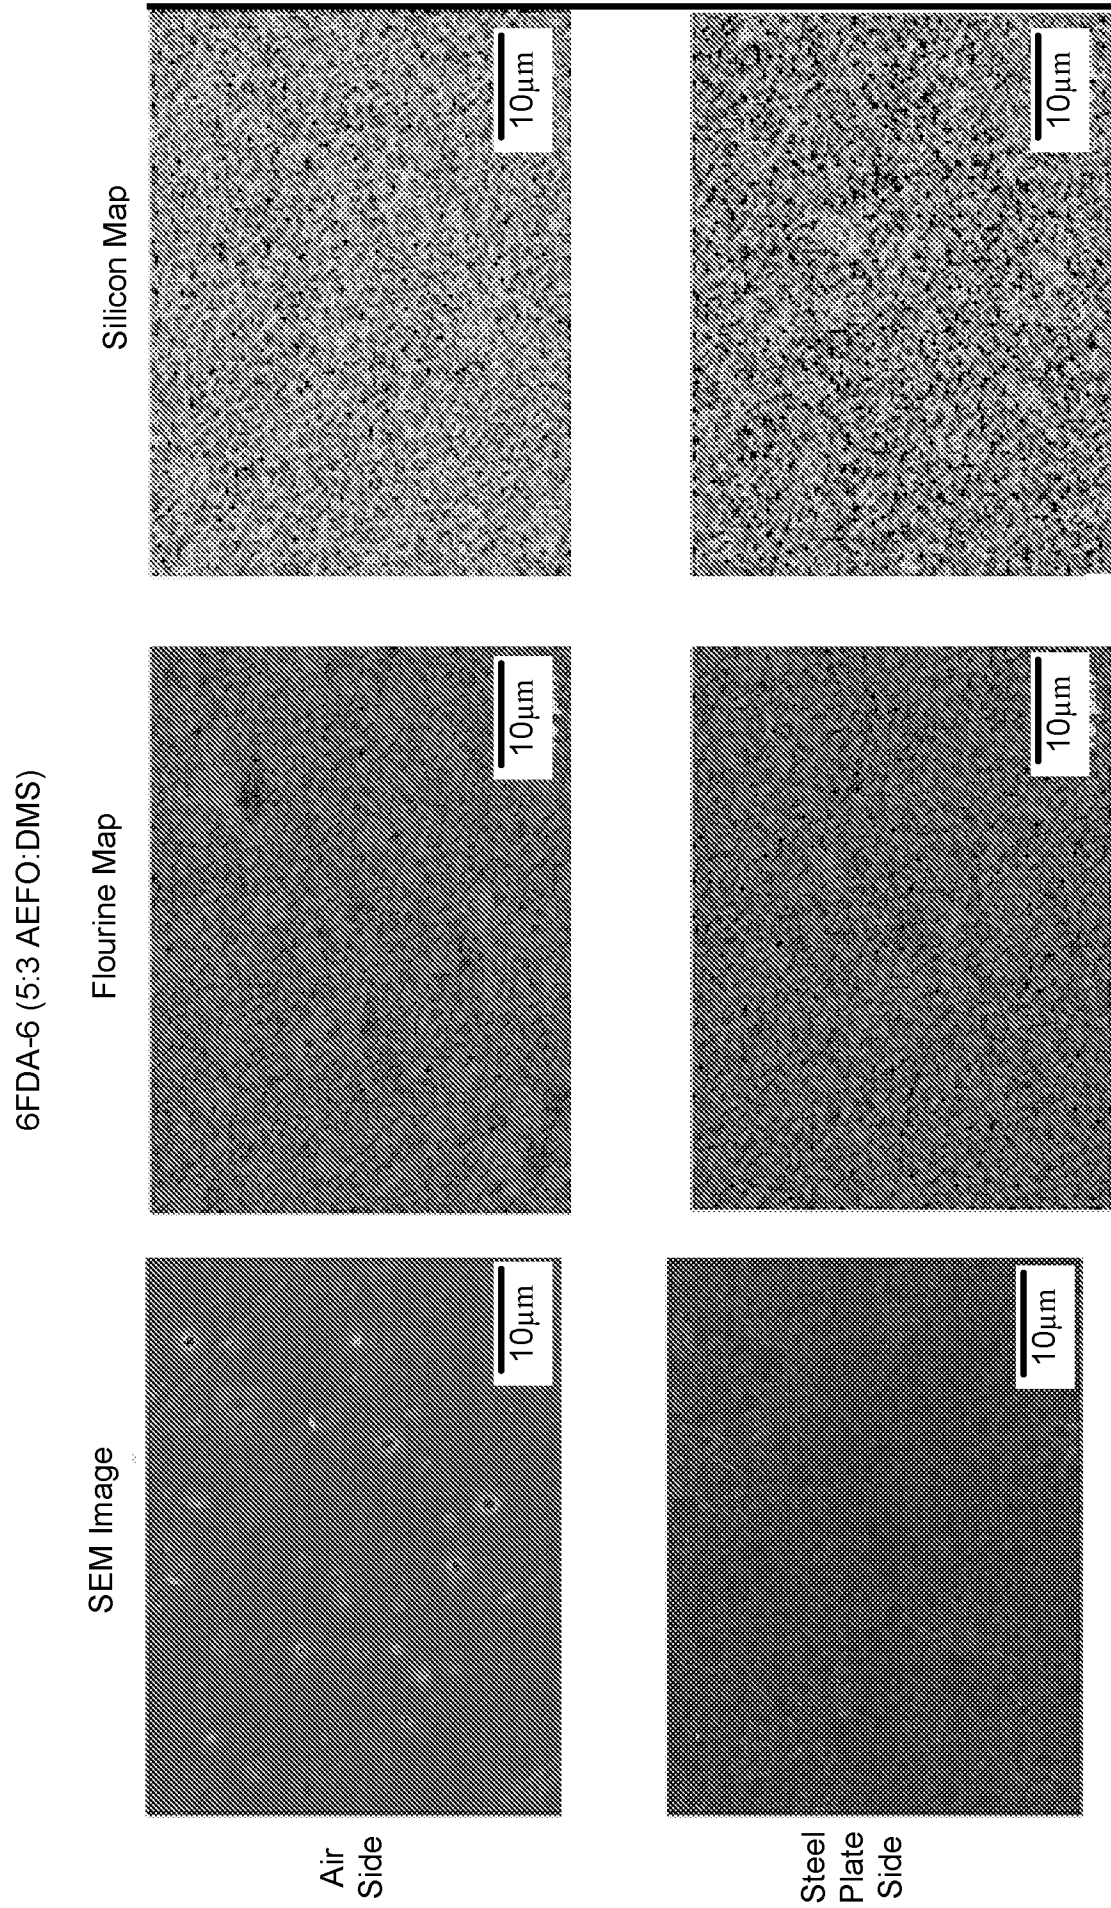 6FDA-6 (5:3 AEFO:DMS)
SEM Image
Flourine Map
Silicon Map
Air
Side
10µm
10µm
10µm
Steel
Plate
Side
10µm
10µm
10µm